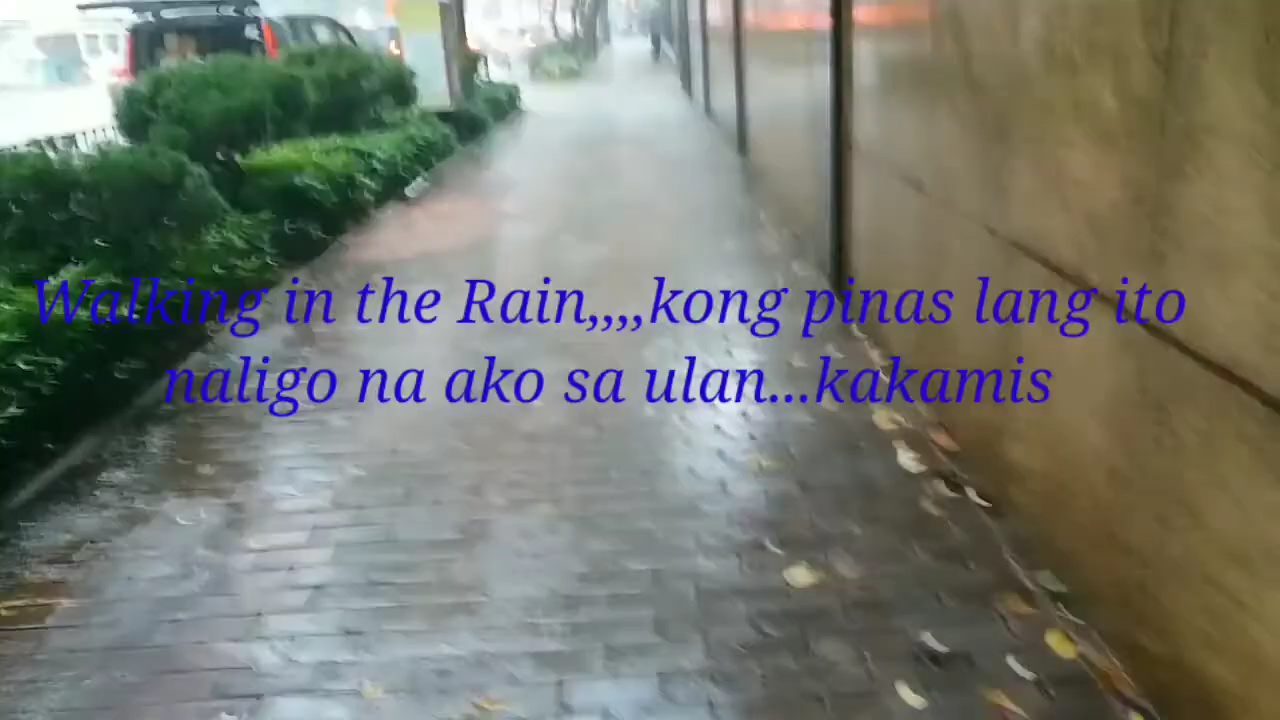 Walking in the Rain,,,,kong pinas lang ito
naligo na ako sa ulan...kakamis